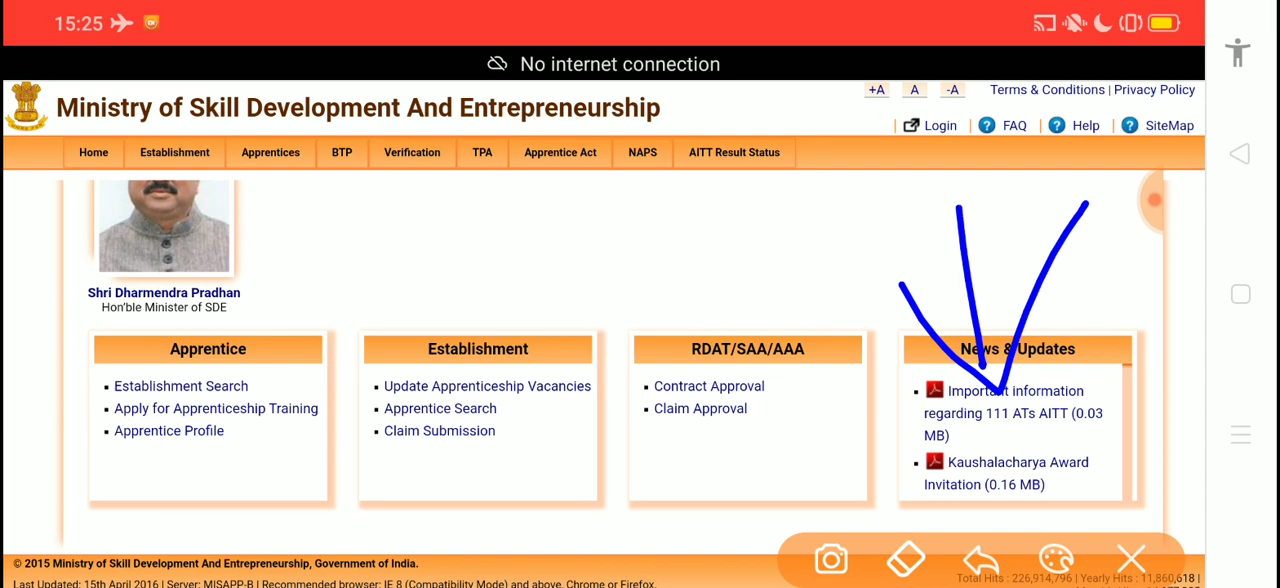 15:25
No internet connection
+A A -A Terms & Conditions | Privacy Policy
Ministry of Skill Development And Entrepreneurship
| Login | FAQ | Help | SiteMap
Home Establishment Apprentices BTP Verification TPA Apprentice Act NAPS AITT Result Status
Shri Dharmendra Pradhan
Hon'ble Minister of SDE
Apprentice
Establishment Search
Apply for Apprenticeship Training
Apprentice Profile
Establishment
Update Apprenticeship Vacancies
Apprentice Search
Claim Submission
RDAT/SAA/AAA
Contract Approval
Claim Approval
News & Updates
Important information
regarding 111 ATs AITT (0.03
MB)
Kaushalacharya Award
Invitation (0.16 MB)
© 2015 Ministry of Skill Development And Entrepreneurship, Government of India.
Last Updated: 15th April 2016 | Server: MISAPP-B | Recommended browser: IE 8 (Compatibility Mode) and above, Chrome or Firefox.
Total Hits : 226,914,796 | Yearly Hits : 11,860,618 |